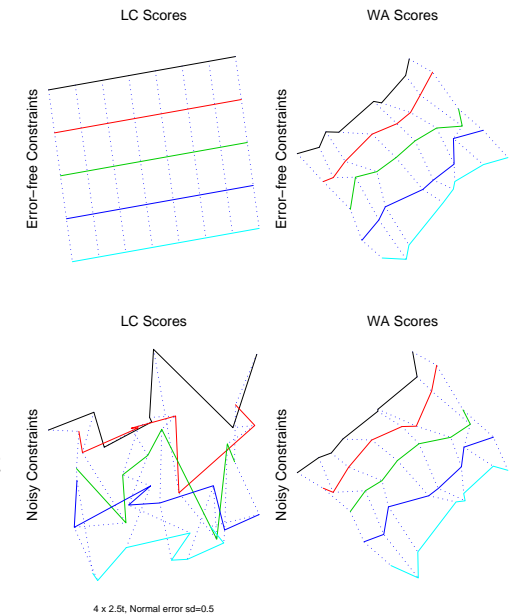 LC Scores
WA Scores
Error−free Constraints
Error−free Constraints
LC Scores
WA Scores
Noisy Constraints
Noisy Constraints
4 x 2.5t, Normal error sd=0.5